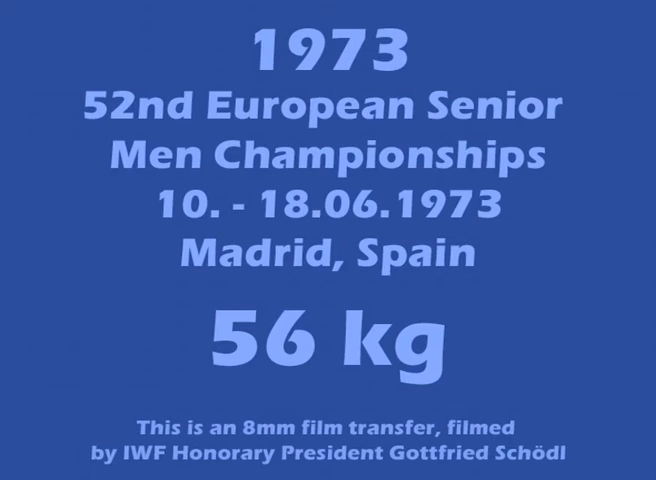 1973
52nd European Senior
Men Championships
10. - 18.06.1973
Madrid, Spain
56 kg
This is an 8mm film transfer, filmed
by IWF Honorary President Gottfried Schödl